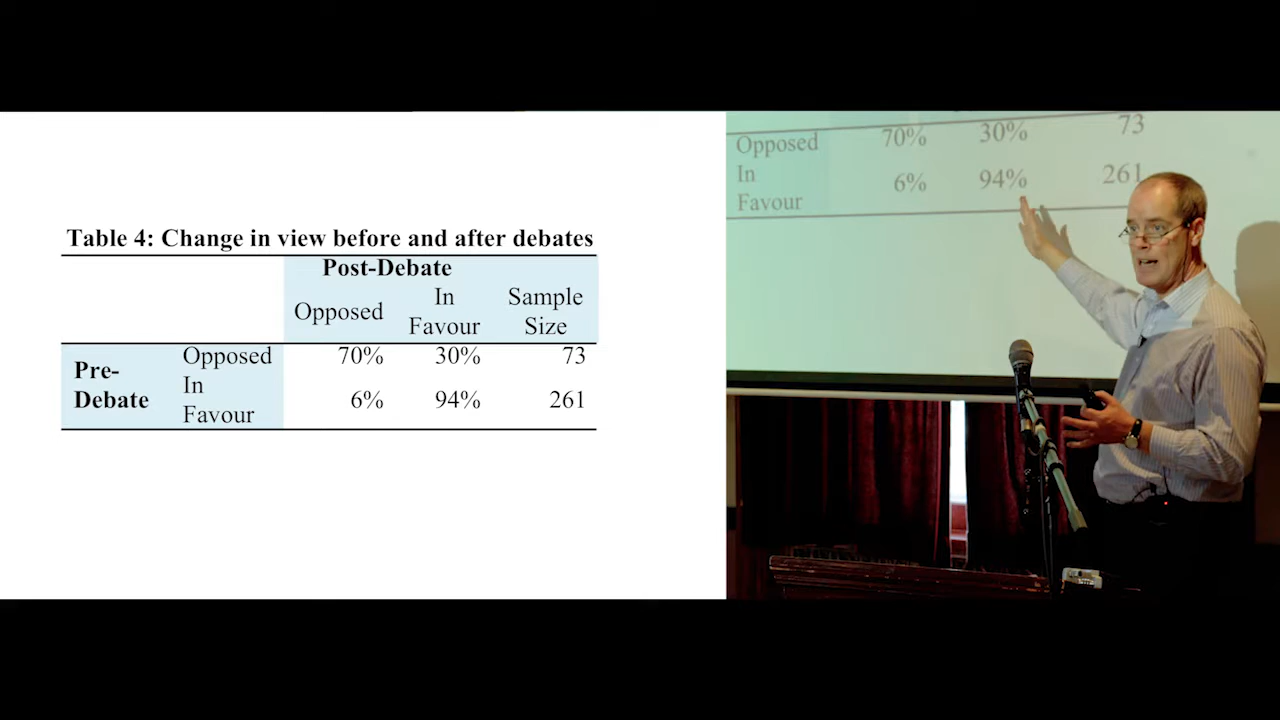 Table 4: Change in view before and after debates
Post-Debate
Opposed
In
Favour
Sample
Size
Pre-
Debate
Opposed
70%
30%
73
In
Favour
6%
94%
261
Opposed
70%
30%
73
In
Favour
6%
94%
261